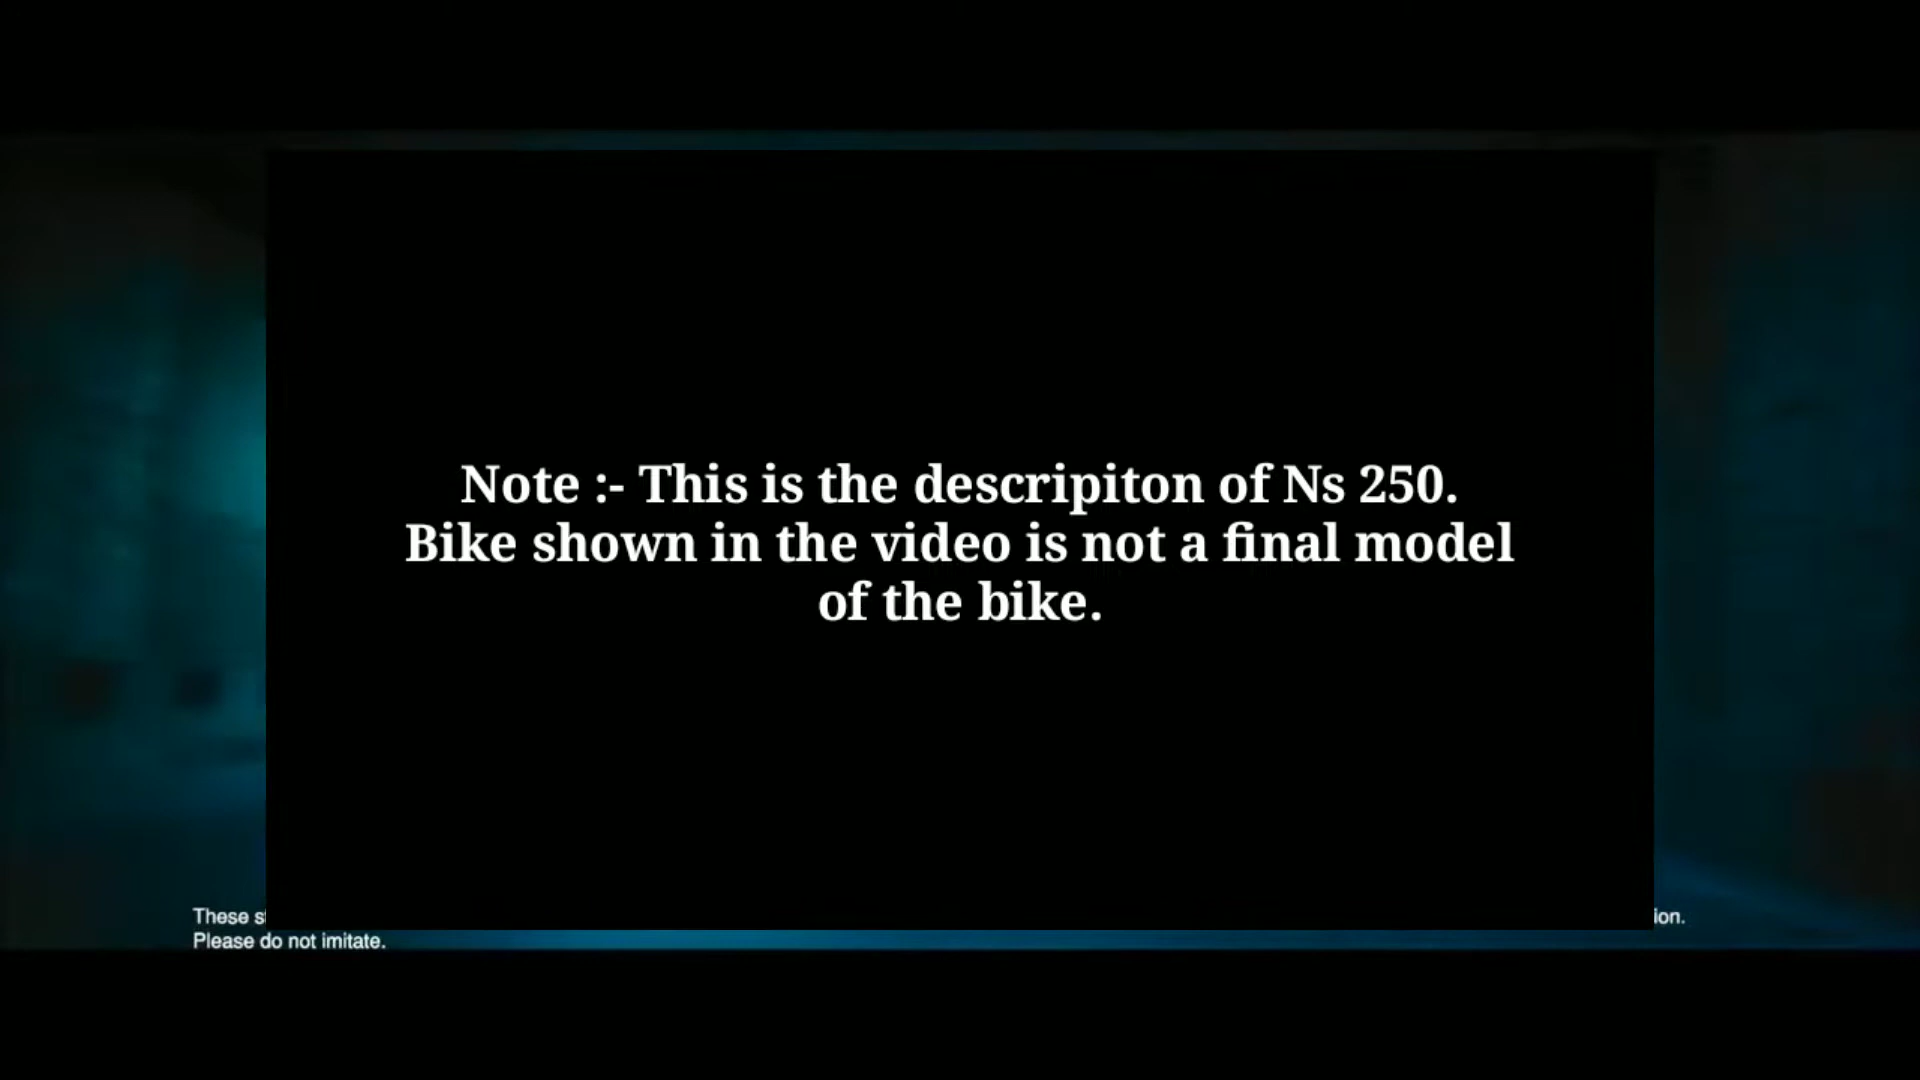 Note :- This is the descripiton of Ns 250.
Bike shown in the video is not a final model
of the bike.
These
Please do not imitate.